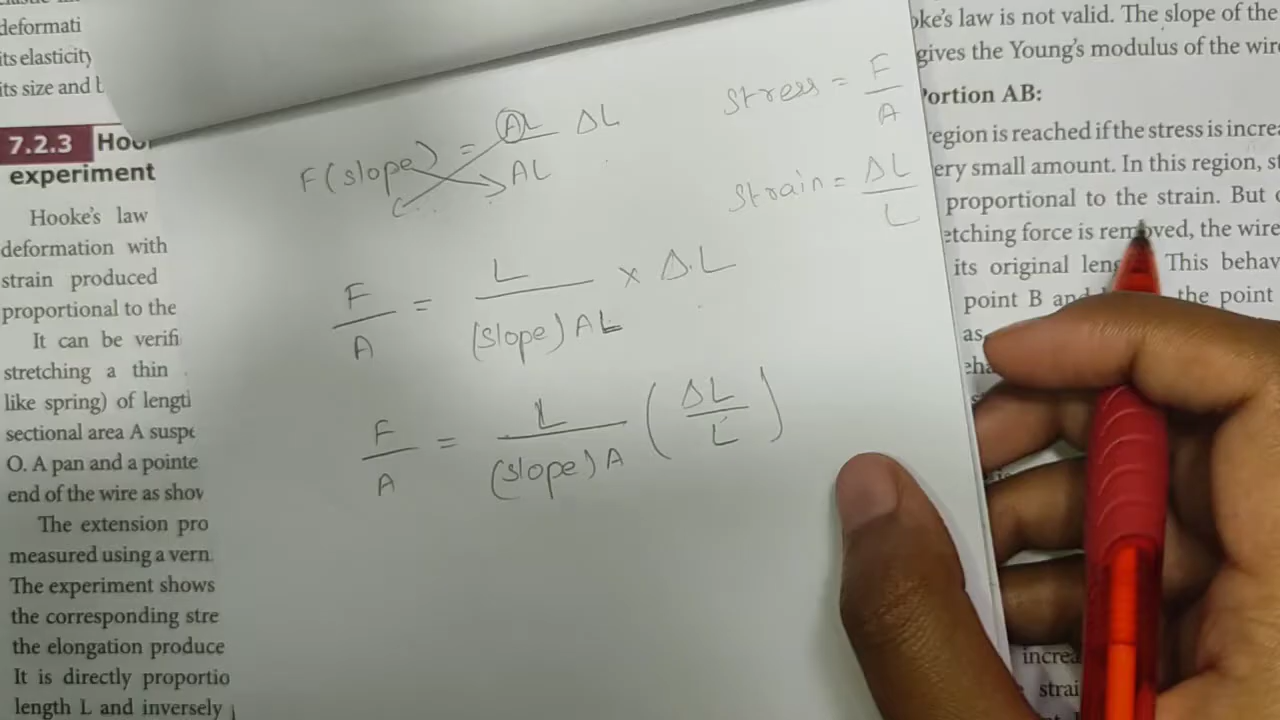 deformati
its elasticity
its size and b
7.2.3
experiment
Hooke's law
deformation with
strain produced
proportional to the
It can be verifi
stretching a thin
like spring) of lengt
sectional area A susp
O. A pan and a pointe
end of the wire as show
The extension pro
measured using a vern
The experiment shows
the corresponding stre
the elongation produce
It is directly proportio
length L and inversely
F(slope) = AL/AL ΔL
F/A = L/(slope) AL × Δ.L
F/A = L/(slope) A (ΔL/L)
Stress = F/A
Strain = ΔL/L
oke's law is not valid. The slope of the
gives the Young's modulus of the wire
Portion AB:
region is reached if the stress is increa
ery small amount. In this region, st
proportional to the strain. But
etching force is removed, the wire
its original This behav
point B and the point
as
increa
strai